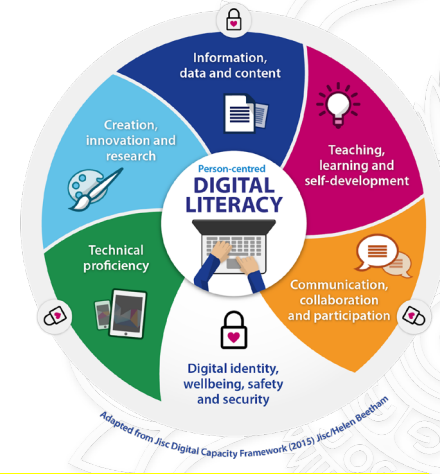 Information,
data and content
Teaching,
learning and
self-development
Communication,
collaboration
and participation
Digital identity,
wellbeing, safety
and security
Technical
proficiency
Creation,
innovation and
research
Person-centred
DIGITAL
LITERACY
Adapted from Jisc Digital Capacity Framework (2015) Jisc/Helen Beetham